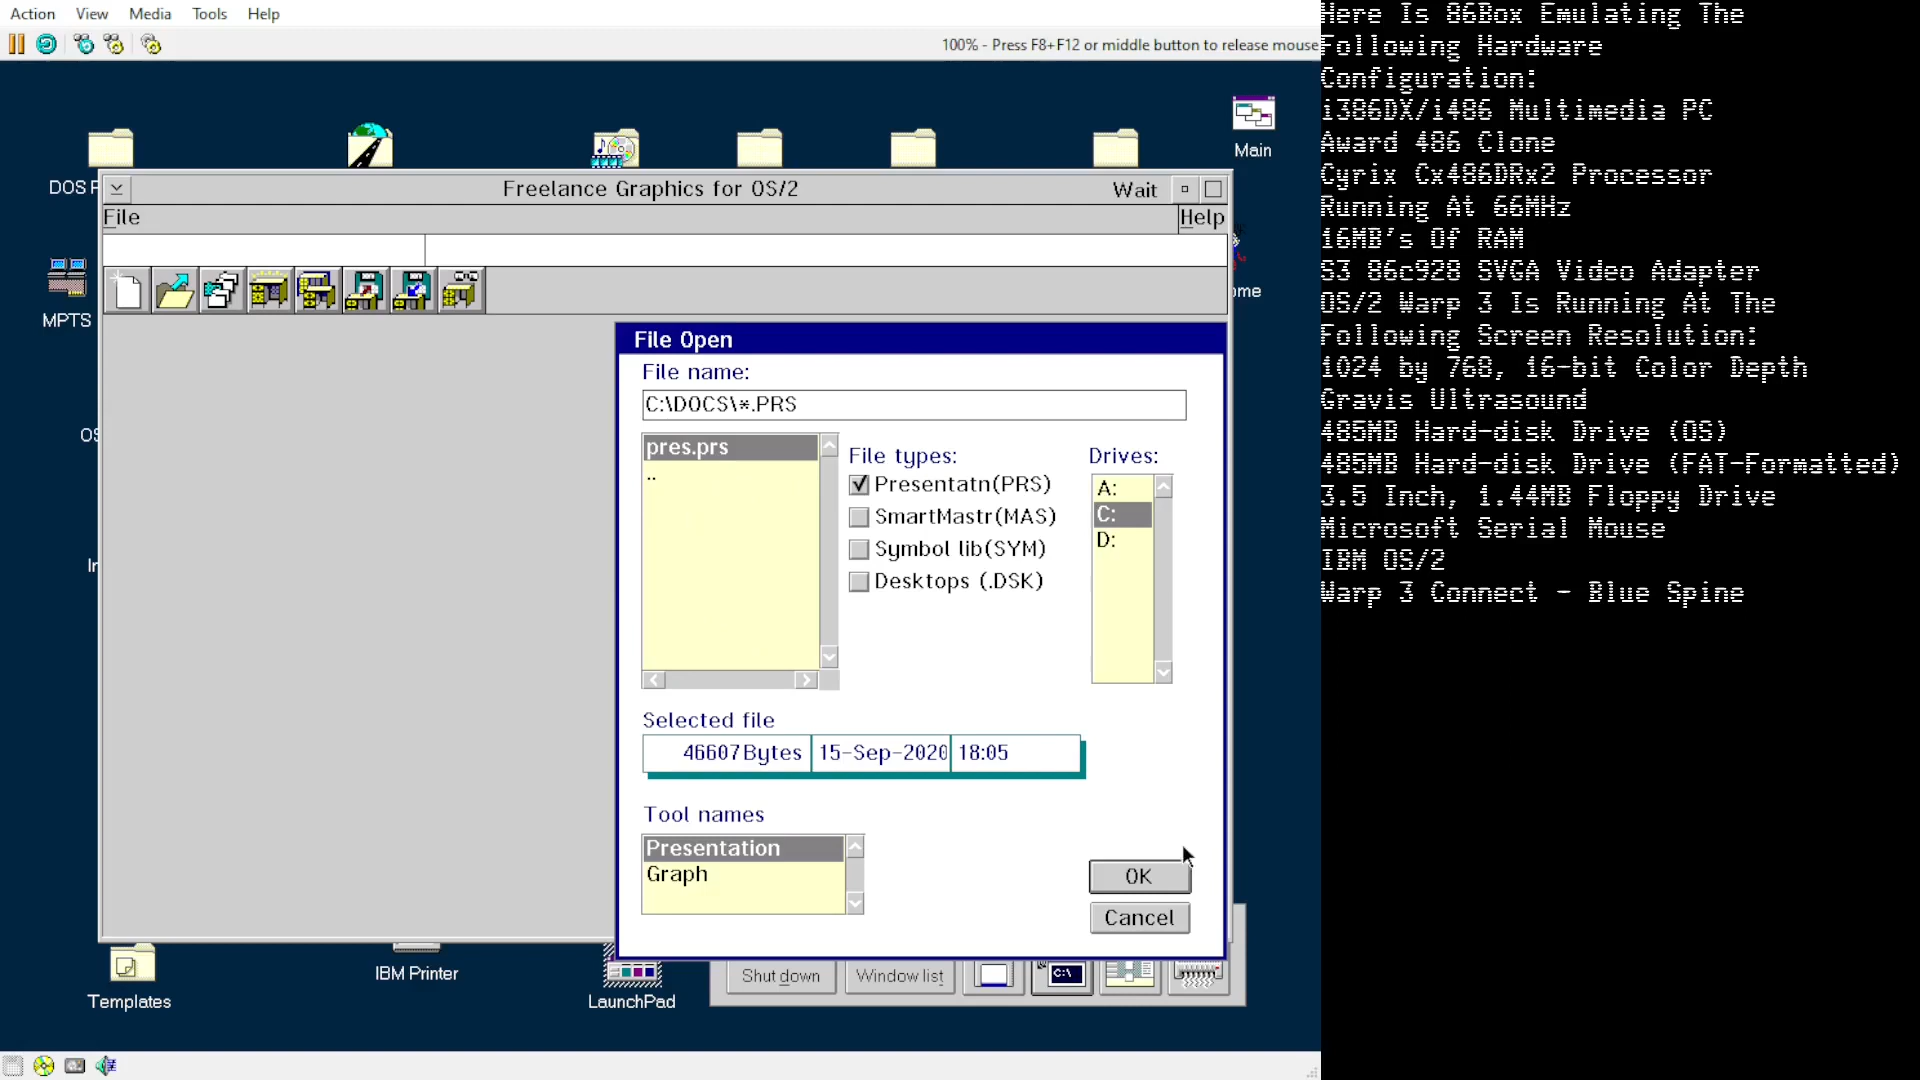 Action View Media Tools Help
100% - Press F8+F12 or middle button to release mouse
Main
DOS P
Freelance Graphics for OS/2
Wait
File
Help
ome
MPTS
OS
In
File Open
File name:
C:\DOCS\*.PRS
pres.prs
..
File types:
Presentatn(PRS)
SmartMastr(MAS)
Symbol lib(SYM)
Desktops (.DSK)
Drives:
A:
C:
D:
Selected file
46607Bytes 15-Sep-2020 18:05
Tool names
Presentation
Graph
OK
Cancel
Templates
IBM Printer
LaunchPad
Shut down
Window list
C:\
Here Is 86Box Emulating The
Following Hardware
Configuration:
i386DX/i486 Multimedia PC
Award 486 Clone
Cyrix Cx486DRx2 Processor
Running At 66MHz
16MB's Of RAM
S3 86c928 SVGA Video Adapter
OS/2 Warp 3 Is Running At The
Following Screen Resolution:
1024 by 768, 16-bit Color Depth
Gravis Ultrasound
485MB Hard-disk Drive (OS)
485MB Hard-disk Drive (FAT-Formatted)
3.5 Inch, 1.44MB Floppy Drive
Microsoft Serial Mouse
IBM OS/2
Warp 3 Connect - Blue Spine